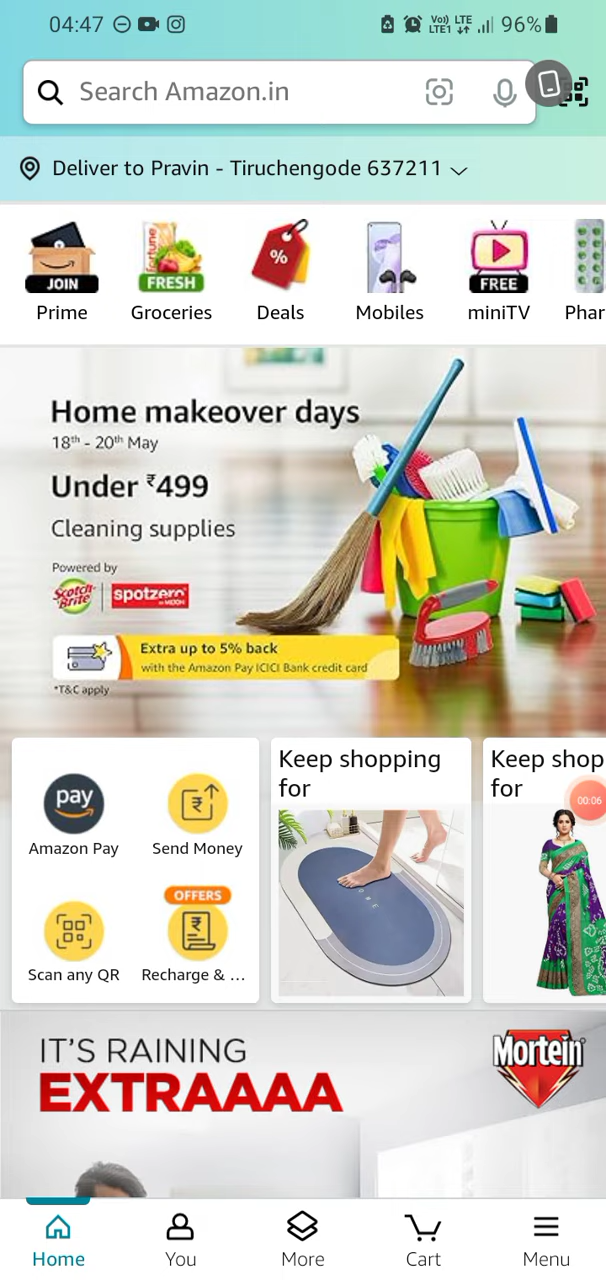 04:47
Vo)) LTE
LTE1
96%
Search Amazon.in
Deliver to Pravin - Tiruchengode 637211
JOIN
fortune
FRESH
%
FREE
Prime
Groceries
Deals
Mobiles
miniTV
Phar
Home makeover days
18th - 20th May
Under ₹499
Cleaning supplies
Powered by
Scotch-Brite
spotzero
Extra up to 5% back
with the Amazon Pay ICICI Bank credit card
*T&C apply
pay
Amazon Pay
Send Money
OFFERS
Scan any QR
Recharge & ...
Keep shopping
for
Keep shop
for
00:06
IT'S RAINING
EXTRAAAA
Mortein
Home
You
More
Cart
Menu